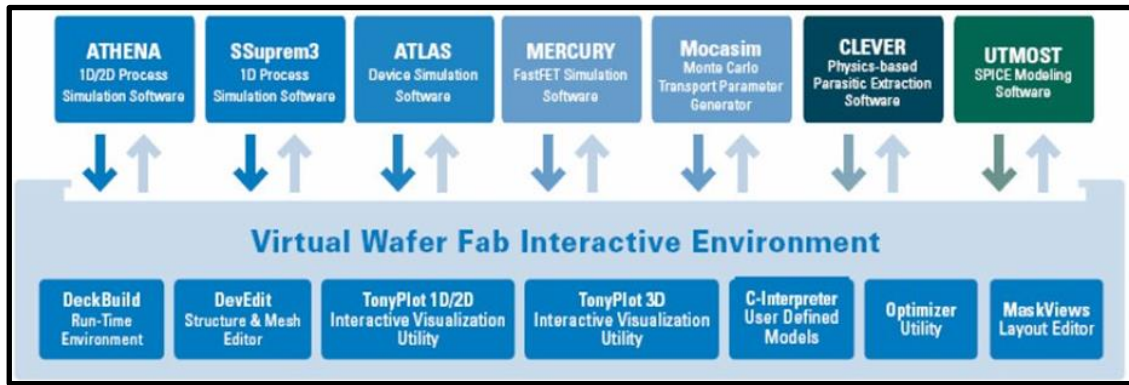 ATHENA
1D/2D Process
Simulation Software
SSuprem3
1D Process
Simulation Software
ATLAS
Device Simulation
Software
MERCURY
FastFET Simulation
Software
Mocasim
Monte Carlo
Transport Parameter
Generator
CLEVER
Physics-based
Parasitic Extraction
Software
UTMOST
SPICE Modeling
Software
Virtual Wafer Fab Interactive Environment
DeckBuild
Run-Time
Environment
DevEdit
Structure & Mesh
Editor
TonyPlot 1D/2D
Interactive Visualization
Utility
TonyPlot 3D
Interactive Visualization
Utility
C-Interpreter
User Defined
Models
Optimizer
Utility
MaskViews
Layout Editor